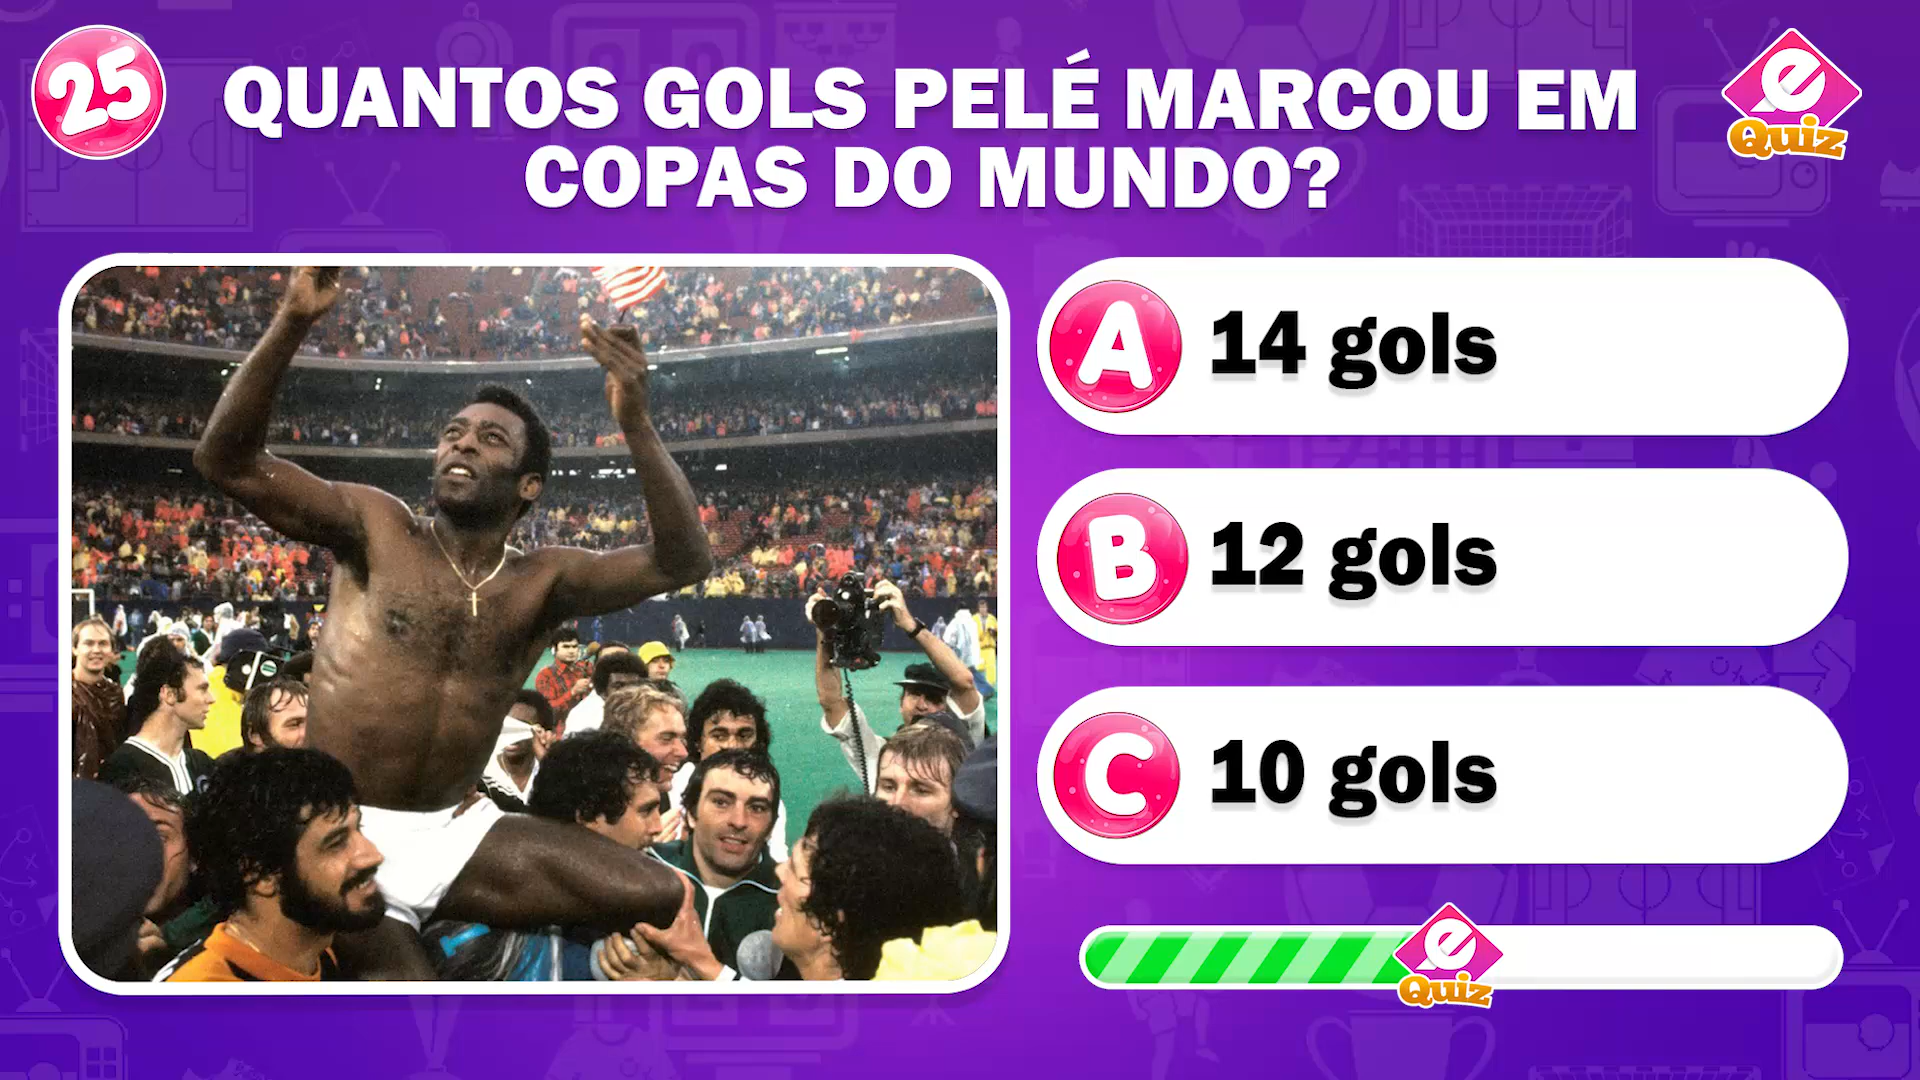 25
QUANTOS GOLS PELÉ MARCOU EM
COPAS DO MUNDO?
e
Quiz
A 14 gols
B 12 gols
C 10 gols
e
Quiz